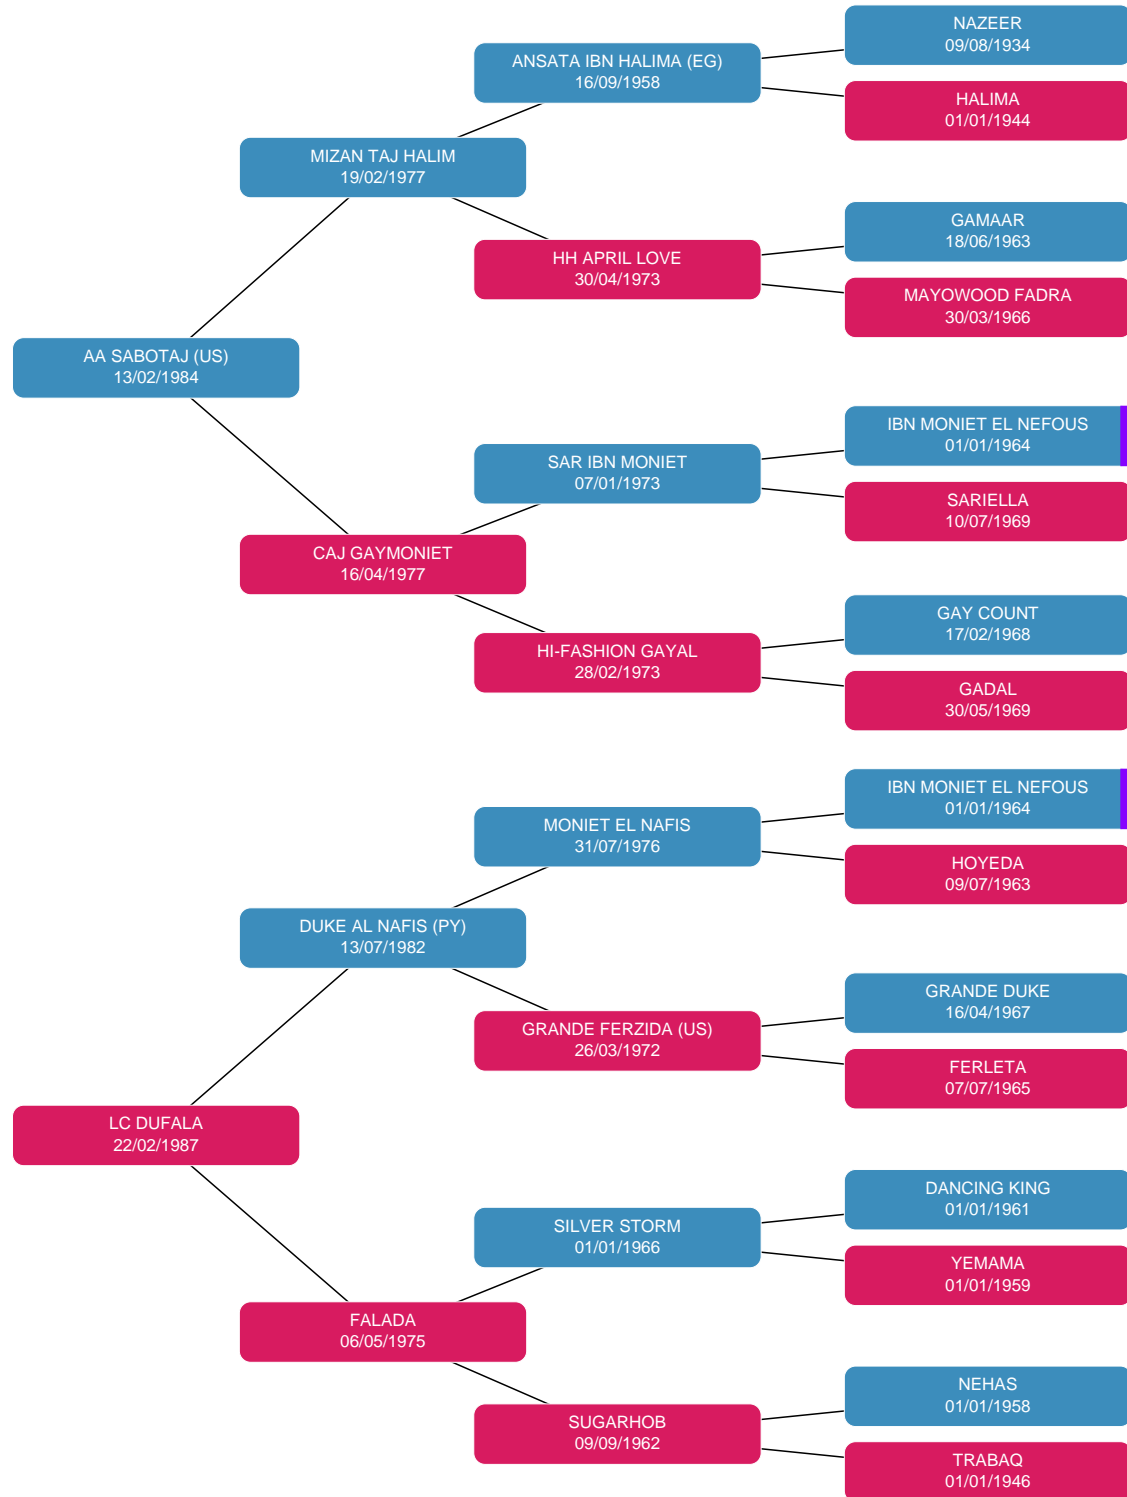 NAZEER
09/08/1934
ANSATA IBN HALIMA (EG)
16/09/1958
HALIMA
01/01/1944
MIZAN TAJ HALIM
19/02/1977
GAMAAR
18/06/1963
HH APRIL LOVE
30/04/1973
MAYOWOOD FADRA
30/03/1966
AA SABOTAJ (US)
13/02/1984
IBN MONIET EL NEFOUS
01/01/1964
SAR IBN MONIET
07/01/1973
SARIELLA
10/07/1969
CAJ GAYMONIET
16/04/1977
GAY COUNT
17/02/1968
HI-FASHION GAYAL
28/02/1973
GADAL
30/05/1969
IBN MONIET EL NEFOUS
01/01/1964
MONIET EL NAFIS
31/07/1976
HOYEDA
09/07/1963
DUKE AL NAFIS (PY)
13/07/1982
GRANDE DUKE
16/04/1967
GRANDE FERZIDA (US)
26/03/1972
FERLETA
07/07/1965
LC DUFALA
22/02/1987
DANCING KING
01/01/1961
SILVER STORM
01/01/1966
YEMAMA
01/01/1959
FALADA
06/05/1975
NEHAS
01/01/1958
SUGARHOB
09/09/1962
TRABAQ
01/01/1946